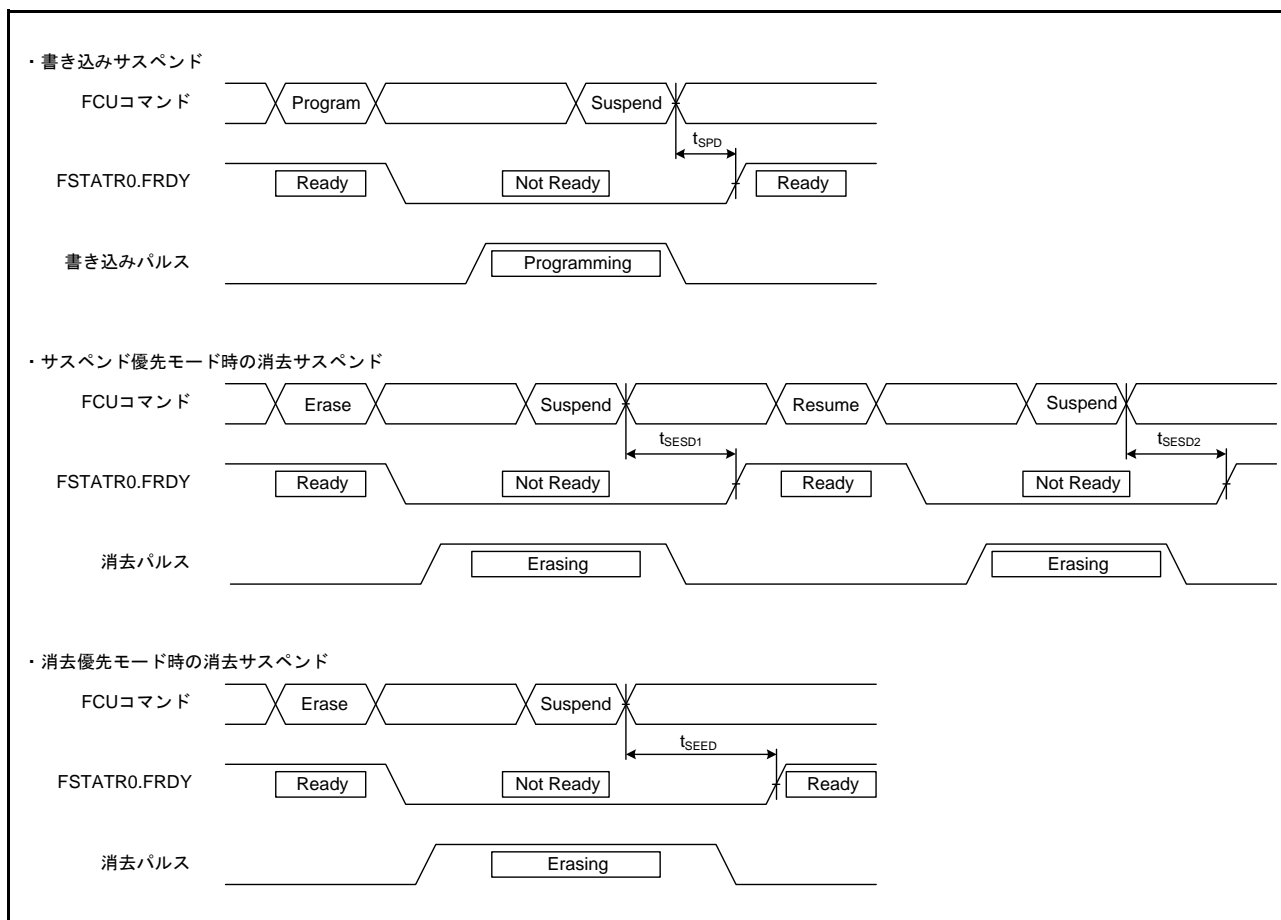 ・書き込みサスペンド
FCUコマンド Program Suspend
tSPD
FSTATR0.FRDY Ready Not Ready Ready
書き込みパルス Programming
・サスペンド優先モード時の消去サスペンド
FCUコマンド Erase Suspend Resume Suspend
tSESD1 tSESD2
FSTATR0.FRDY Ready Not Ready Ready Not Ready
消去パルス Erasing Erasing
・消去優先モード時の消去サスペンド
FCUコマンド Erase Suspend
tSEED
FSTATR0.FRDY Ready Not Ready Ready
消去パルス Erasing